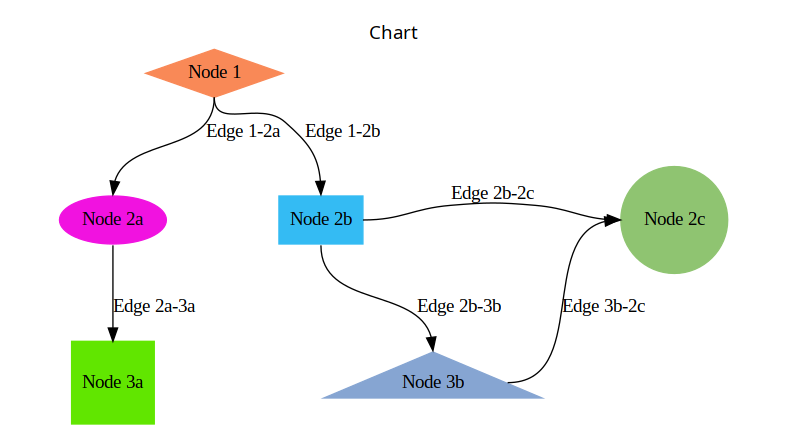 Chart
Node 1
Edge 1-2a
Edge 1-2b
Edge 2b-2c
Node 2a
Node 2b
Node 2c
Edge 2a-3a
Edge 2b-3b
Edge 3b-2c
Node 3a
Node 3b